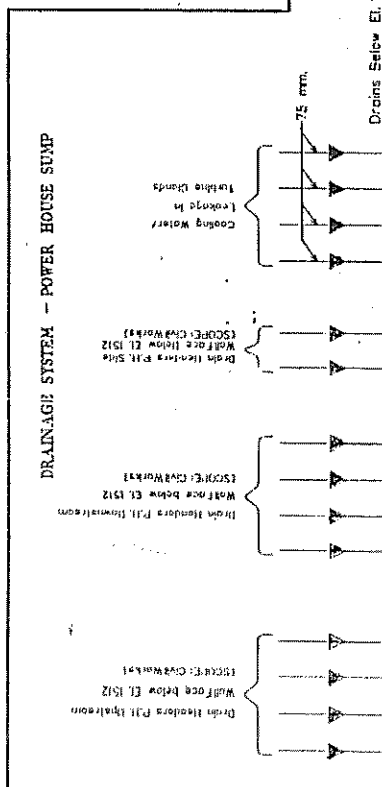 DRAINAGE SYSTEM - POWER HOUSE SUMP
Drain Headers P.H. Upstream
Wall Face below El. 1512
(SCOPE: Civil Works)
Drain Headers P.H. Downstream
Wall Face below El. 1512
(SCOPE: Civil Works)
Drain Headers P.H. Side
Wall Face below El. 1512
(SCOPE: Civil Works)
Cooling Water/
Leakage in
Turbine Glands
75 mm.
Drains Below El.